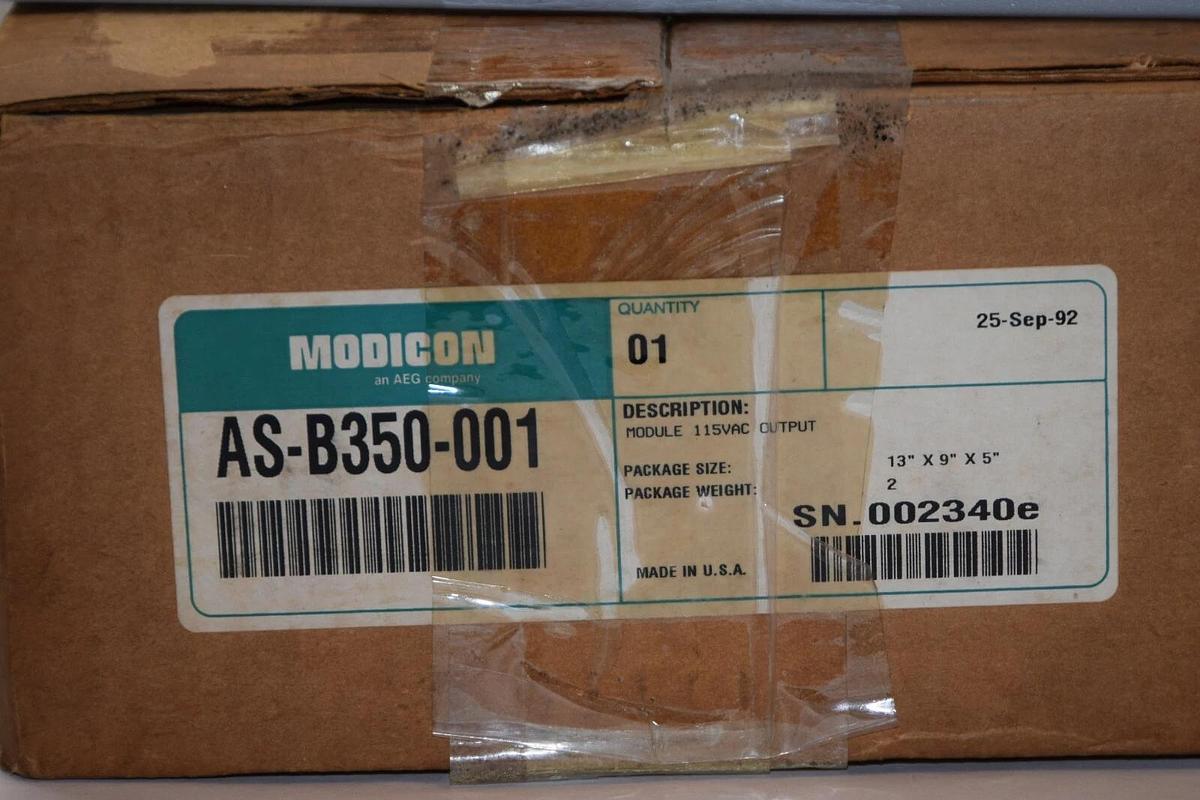 MODICON
an AEG company
AS-B350-001
QUANTITY
01
25-Sep-92
DESCRIPTION:
MODULE 115VAC OUTPUT
PACKAGE SIZE: 13" X 9" X 5"
PACKAGE WEIGHT: 2
SN.002340e
MADE IN U.S.A.